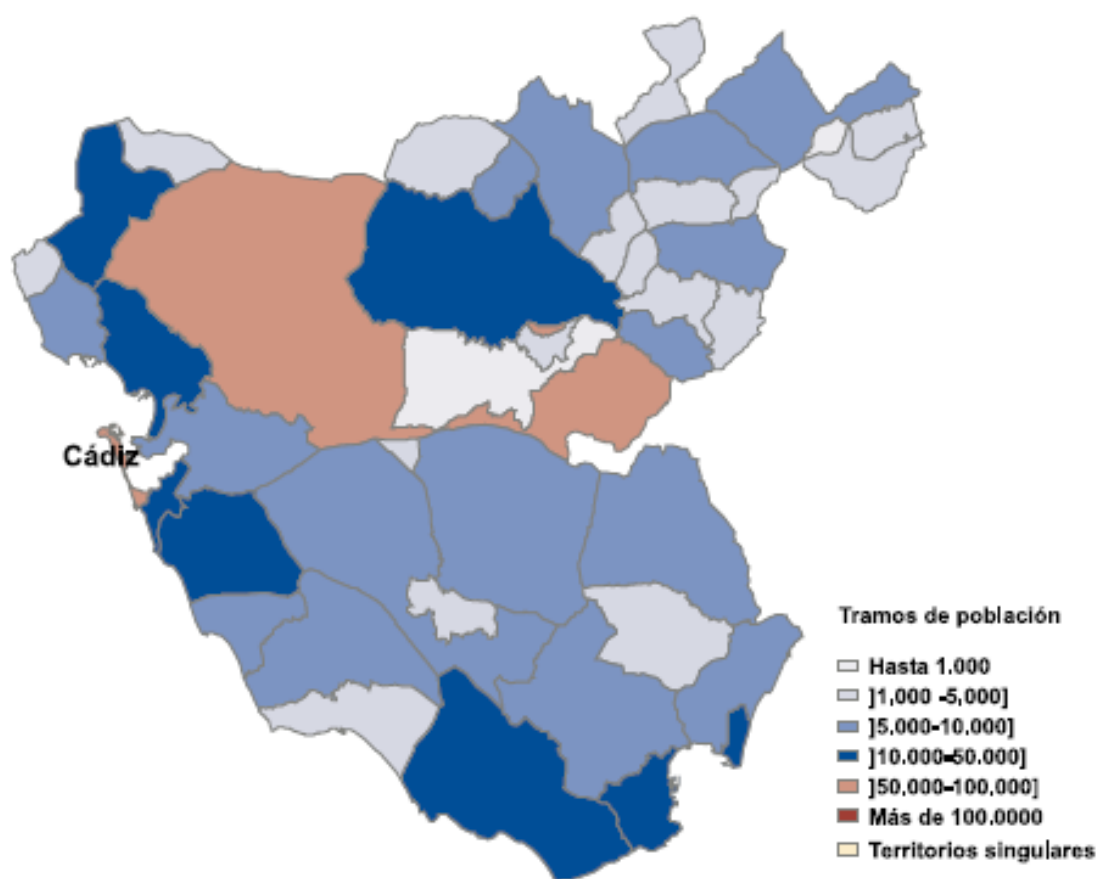 Cádiz
Tramos de población
Hasta 1.000
]1,000 -5,000]
]5.000-10.000]
]10.000-50.000]
]50,000-100,000]
Más de 100.0000
Territorios singulares